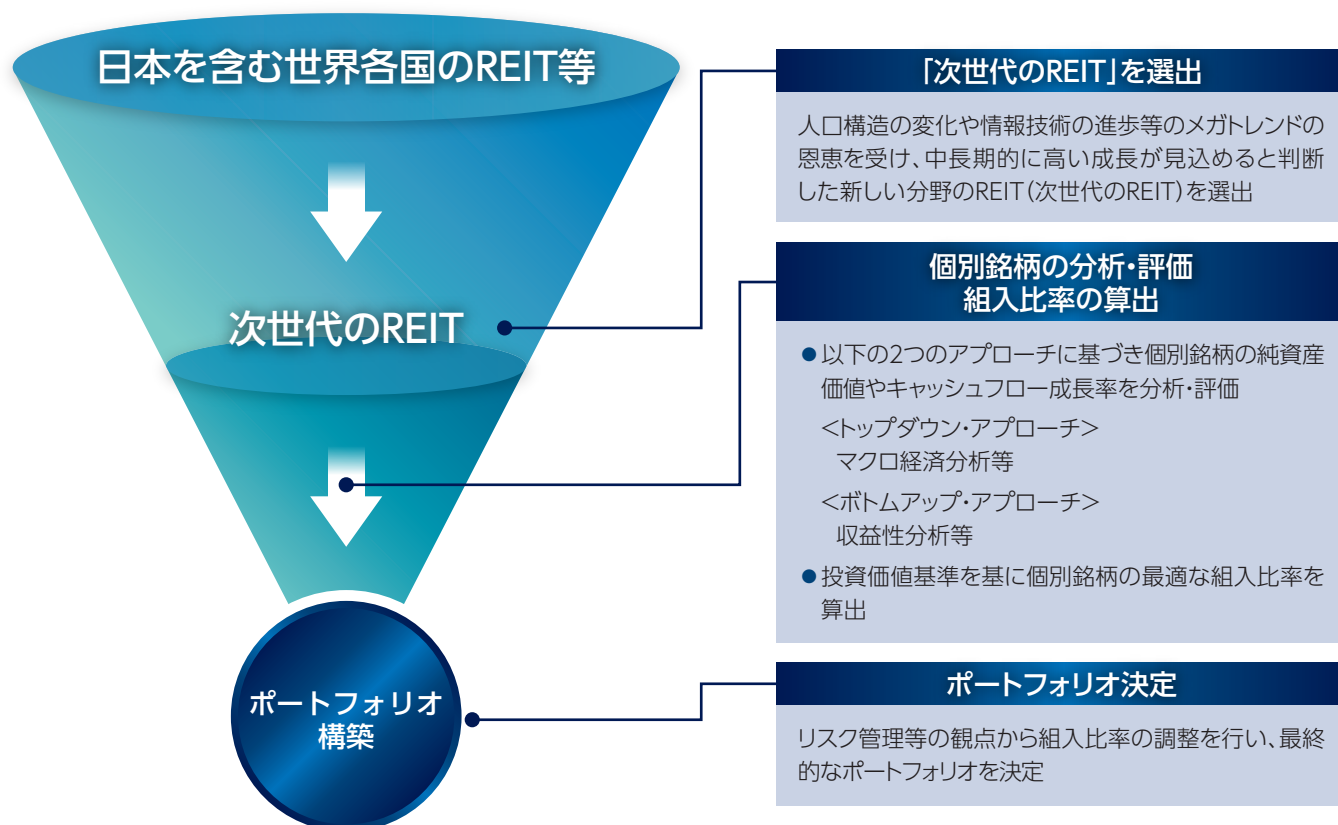 日本を含む世界各国のREIT等
次世代のREIT
ポートフォリオ
構築
「次世代のREIT」を選出
人口構造の変化や情報技術の進歩等のメガトレンドの
恩恵を受け、中長期的に高い成長が見込めると判断
した新しい分野のREIT(次世代のREIT)を選出
個別銘柄の分析・評価
組入比率の算出
●以下の2つのアプローチに基づき個別銘柄の純資産
価値やキャッシュフロー成長率を分析・評価
<トップダウン・アプローチ>
マクロ経済分析等
<ボトムアップ・アプローチ>
収益性分析等
●投資価値基準を基に個別銘柄の最適な組入比率を
算出
ポートフォリオ決定
リスク管理等の観点から組入比率の調整を行い、最終
的なポートフォリオを決定